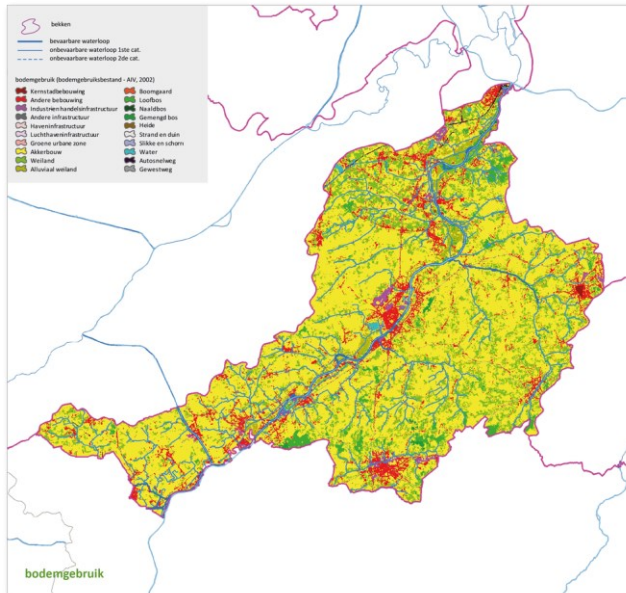 bekken
bevaarbare waterloop
onbevaarbare waterloop 1ste cat.
onbevaarbare waterloop 2de cat.
bodemgebruik (bodemgebruiksbestand - AIV, 2002)
Kernstadbebouwing
Andere bebouwing
Industrie+handelsinfrastructuur
Andere infrastructuur
Haveninfrastructuur
Luchthaveninfrastructuur
Groene urbane zone
Akkerbouw
Weiland
Alluviaal weiland
Boomgaard
Loofbos
Naaldbos
Gemengd bos
Heide
Strand en duin
Slikke en schorre
Water
Autosnelweg
Gewestweg
bodemgebruik